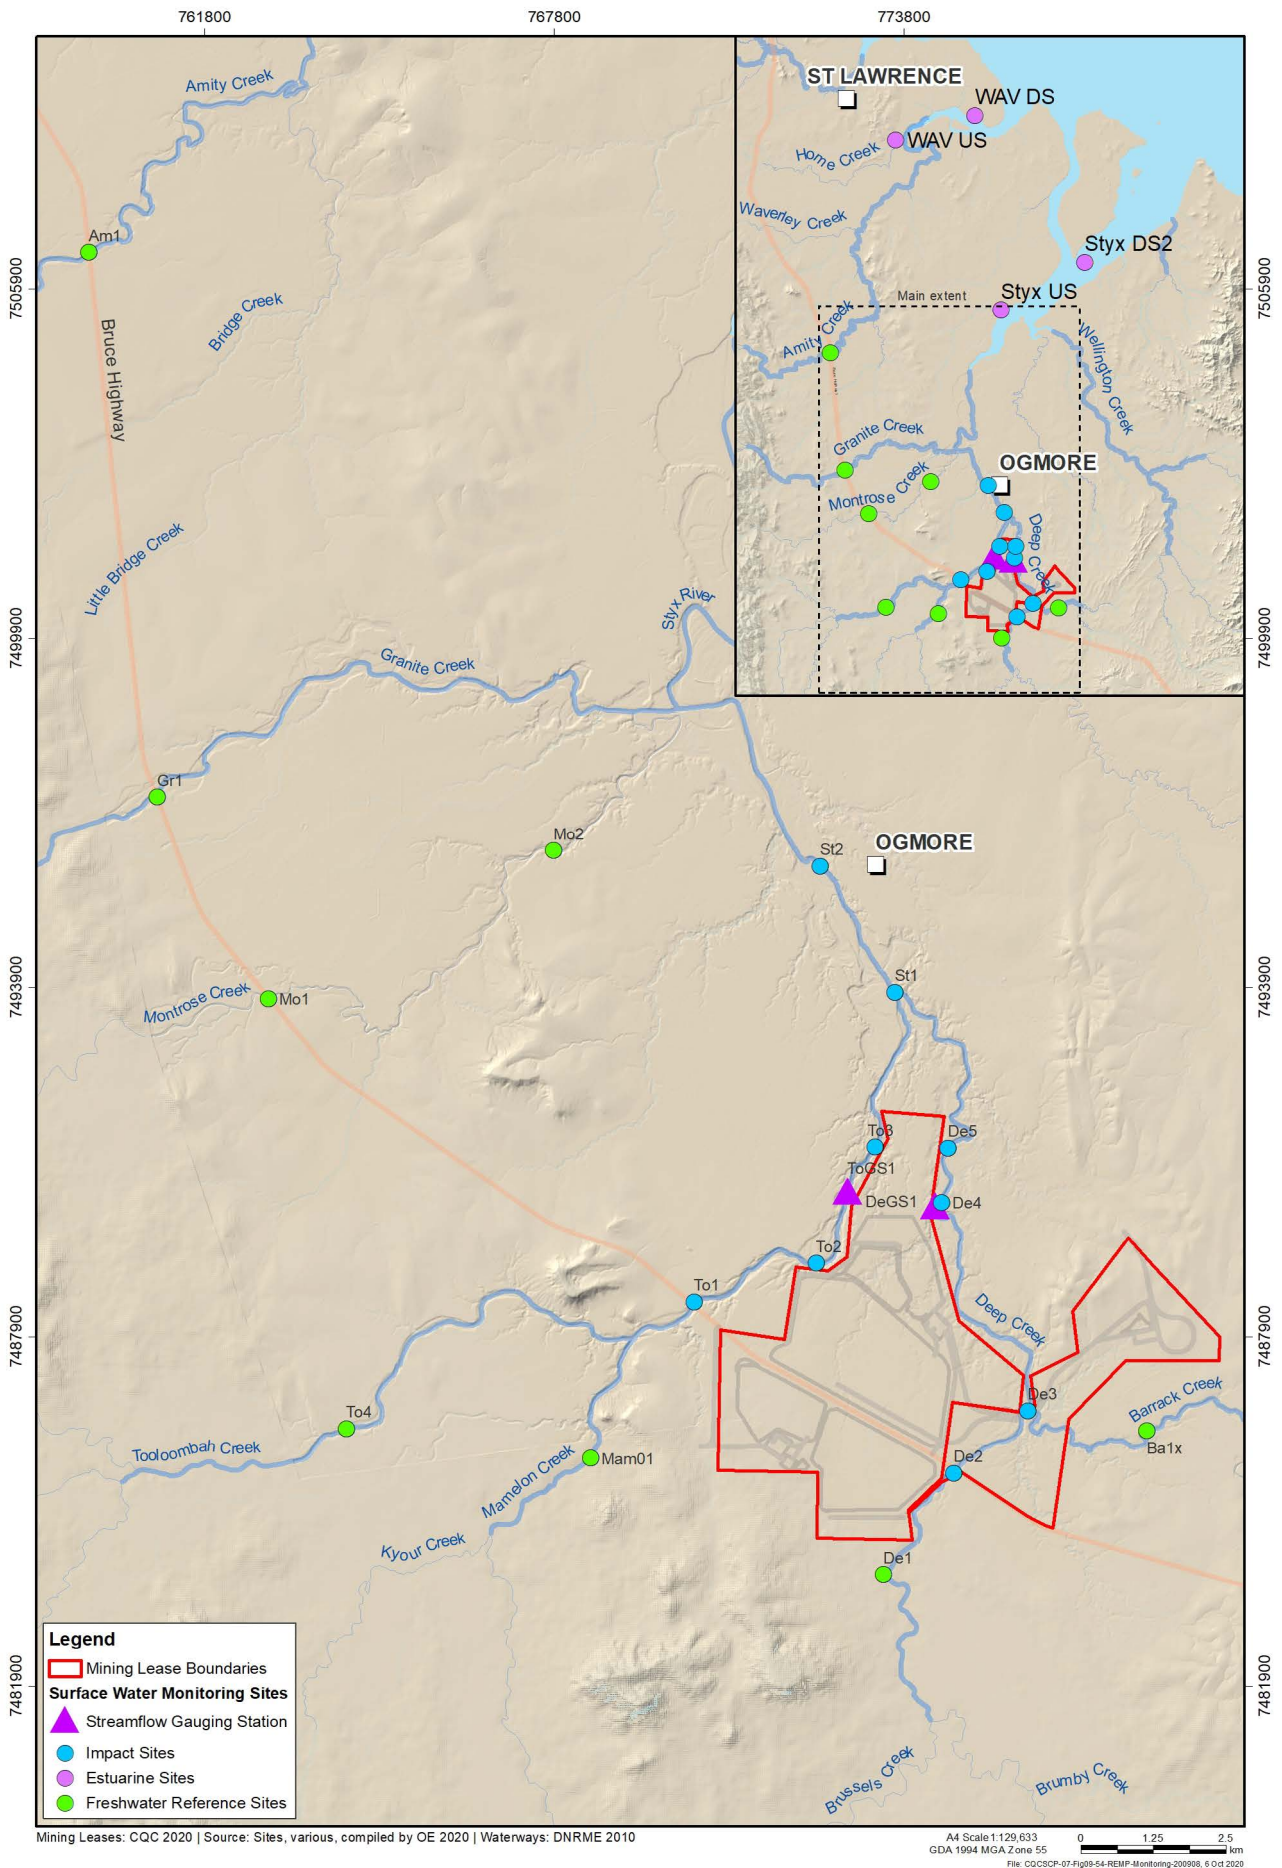 761800
767800
773800
Amity Creek
ST LAWRENCE
WAV DS
Home Creek
WAV US
Waverley Creek
Am1
Styx DS2
7505900
7505900
Bridge Creek
Styx US
Main extent
Amity Creek
Wellington Creek
Bruce Highway
Granite Creek
OGMORE
Montrose Creek
Deep Creek
Little Bridge Creek
Styx River
7499900
7499900
Granite Creek
Gr1
Mo2
St2
OGMORE
St1
7493900
7493900
Montrose Creek
Mo1
To3
De5
ToGS1
DeGS1
De4
To2
To1
Deep Creek
7487900
7487900
De3
Barrack Creek
To4
Tooloombah Creek
Ba1x
Mam01
De2
Mamelon Creek
Kyour Creek
De1
Legend
Mining Lease Boundaries
Surface Water Monitoring Sites
Streamflow Gauging Station
Impact Sites
Estuarine Sites
Freshwater Reference Sites
7481900
7481900
Brussels Creek
Brumby Creek
Mining Leases: CQC 2020 | Source: Sites, various, compiled by OE 2020 | Waterways: DNRME 2010
A4 Scale 1:129,633
GDA 1994 MGA Zone 55
0 1.25 2.5
km
File: CQCSCP-07-Fig09-54-REMP-Monitoring-200908, 6 Oct 2020